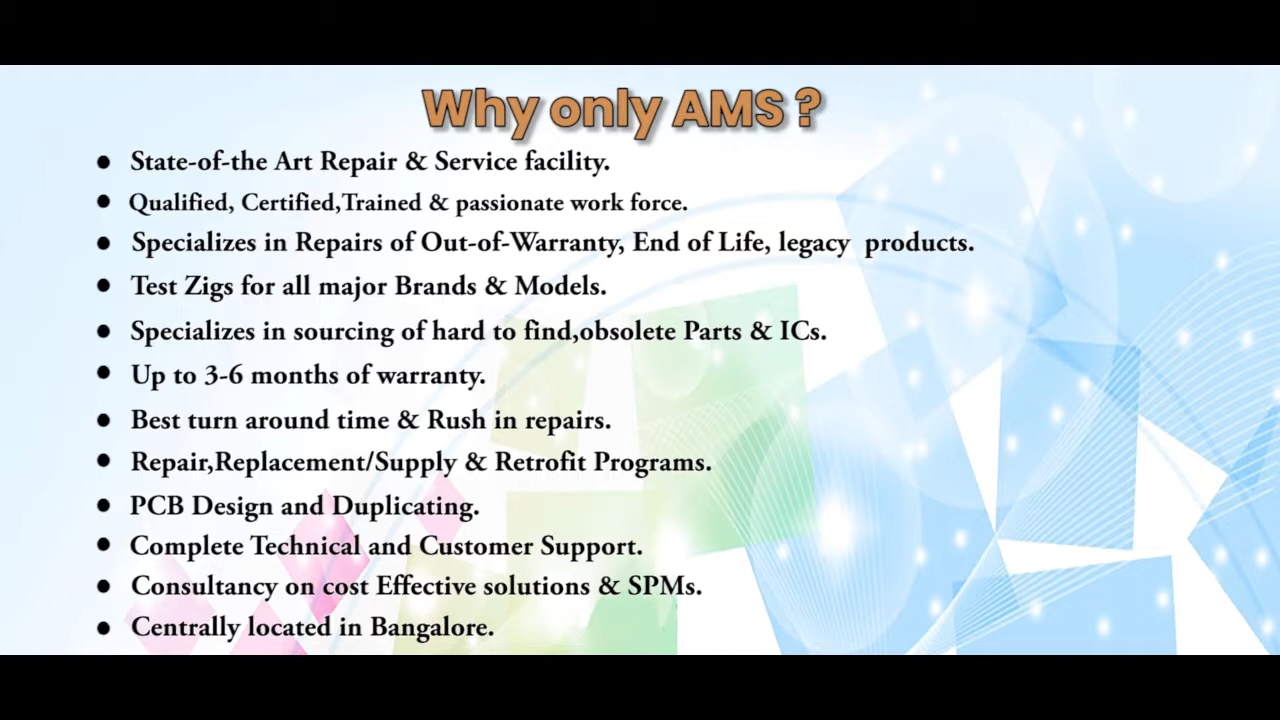 Why only AMS ?
● State-of-the Art Repair & Service facility.
● Qualified, Certified,Trained & passionate work force.
● Specializes in Repairs of Out-of-Warranty, End of Life, legacy  products.
● Test Zigs for all major Brands & Models.
● Specializes in sourcing of hard to find,obsolete Parts & ICs.
● Up to 3-6 months of warranty.
● Best turn around time & Rush in repairs.
● Repair,Replacement/Supply & Retrofit Programs.
● PCB Design and Duplicating.
● Complete Technical and Customer Support.
● Consultancy on cost Effective solutions & SPMs.
● Centrally located in Bangalore.